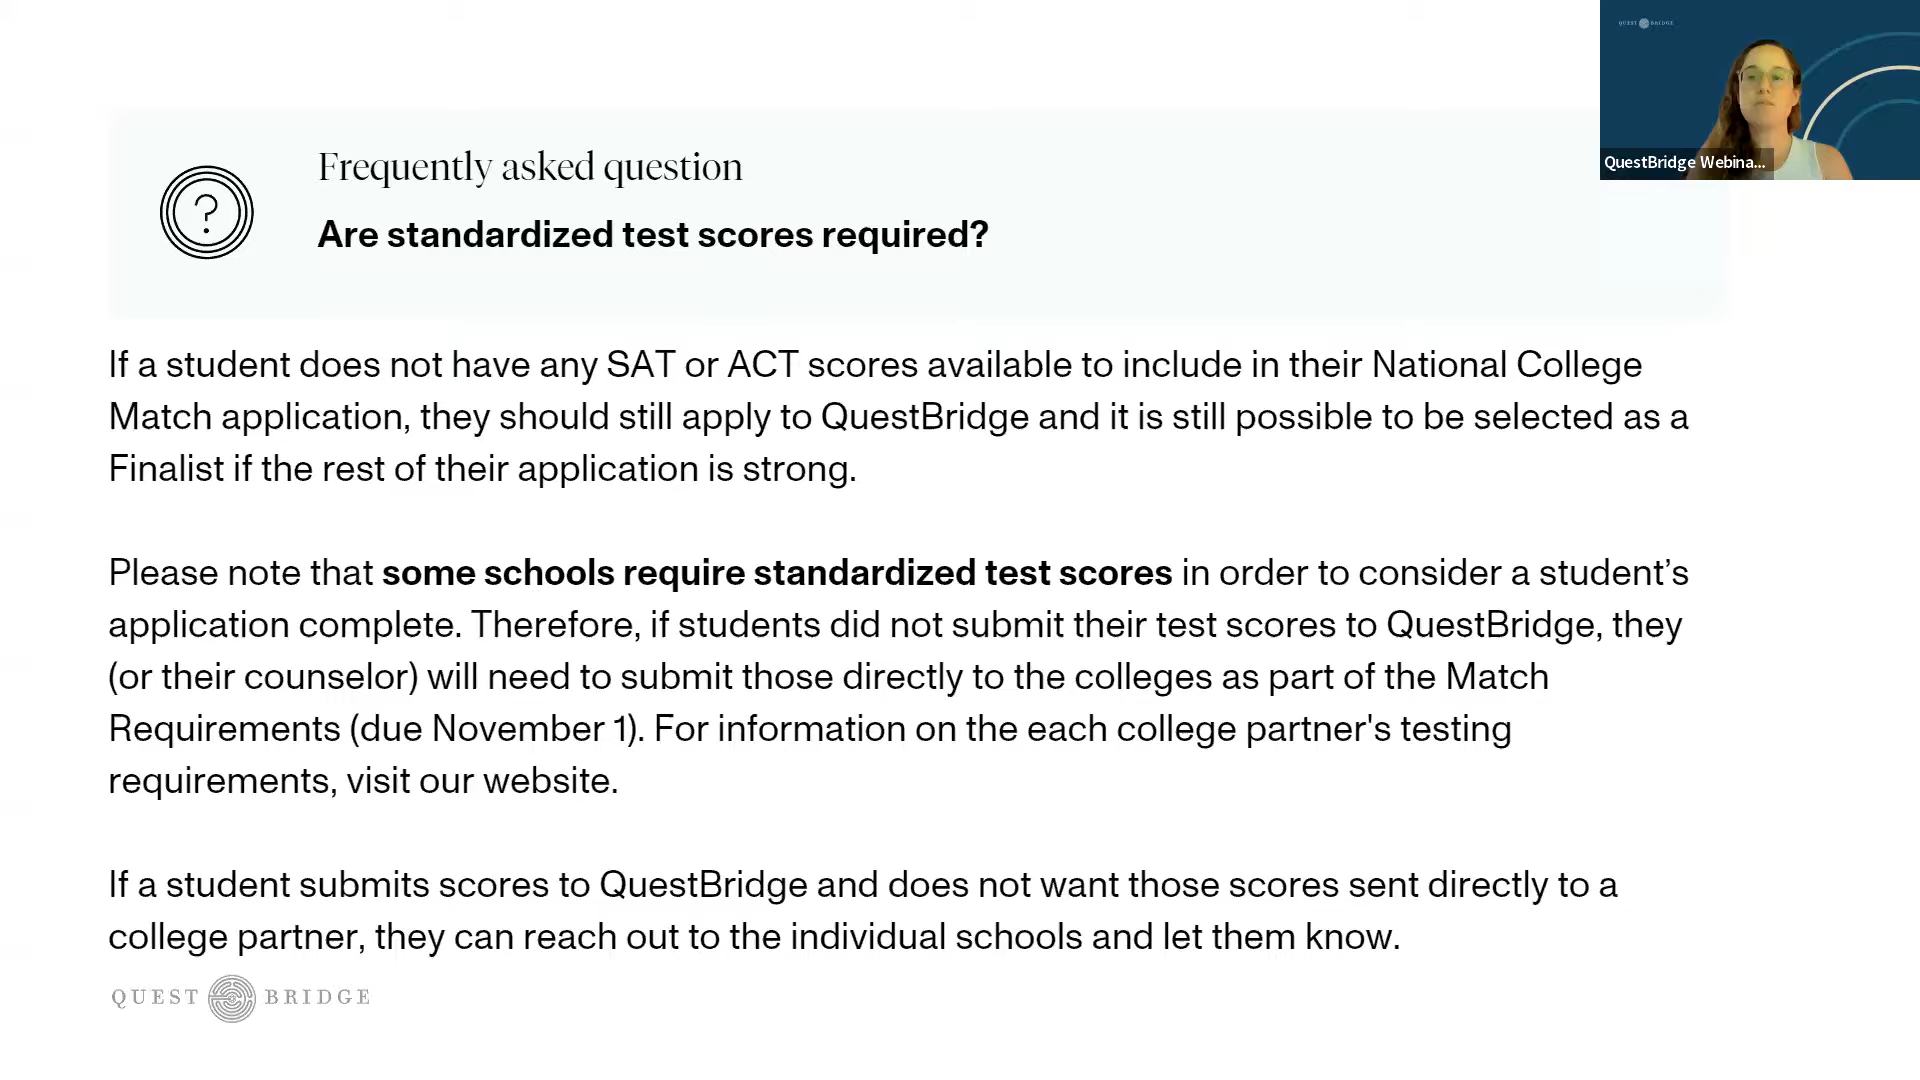 QUEST BRIDGE
QuestBridge Webina...
Frequently asked question
?
Are standardized test scores required?
If a student does not have any SAT or ACT scores available to include in their National College
Match application, they should still apply to QuestBridge and it is still possible to be selected as a
Finalist if the rest of their application is strong.
Please note that some schools require standardized test scores in order to consider a student’s
application complete. Therefore, if students did not submit their test scores to QuestBridge, they
(or their counselor) will need to submit those directly to the colleges as part of the Match
Requirements (due November 1). For information on the each college partner's testing
requirements, visit our website.
If a student submits scores to QuestBridge and does not want those scores sent directly to a
college partner, they can reach out to the individual schools and let them know.
QUEST BRIDGE